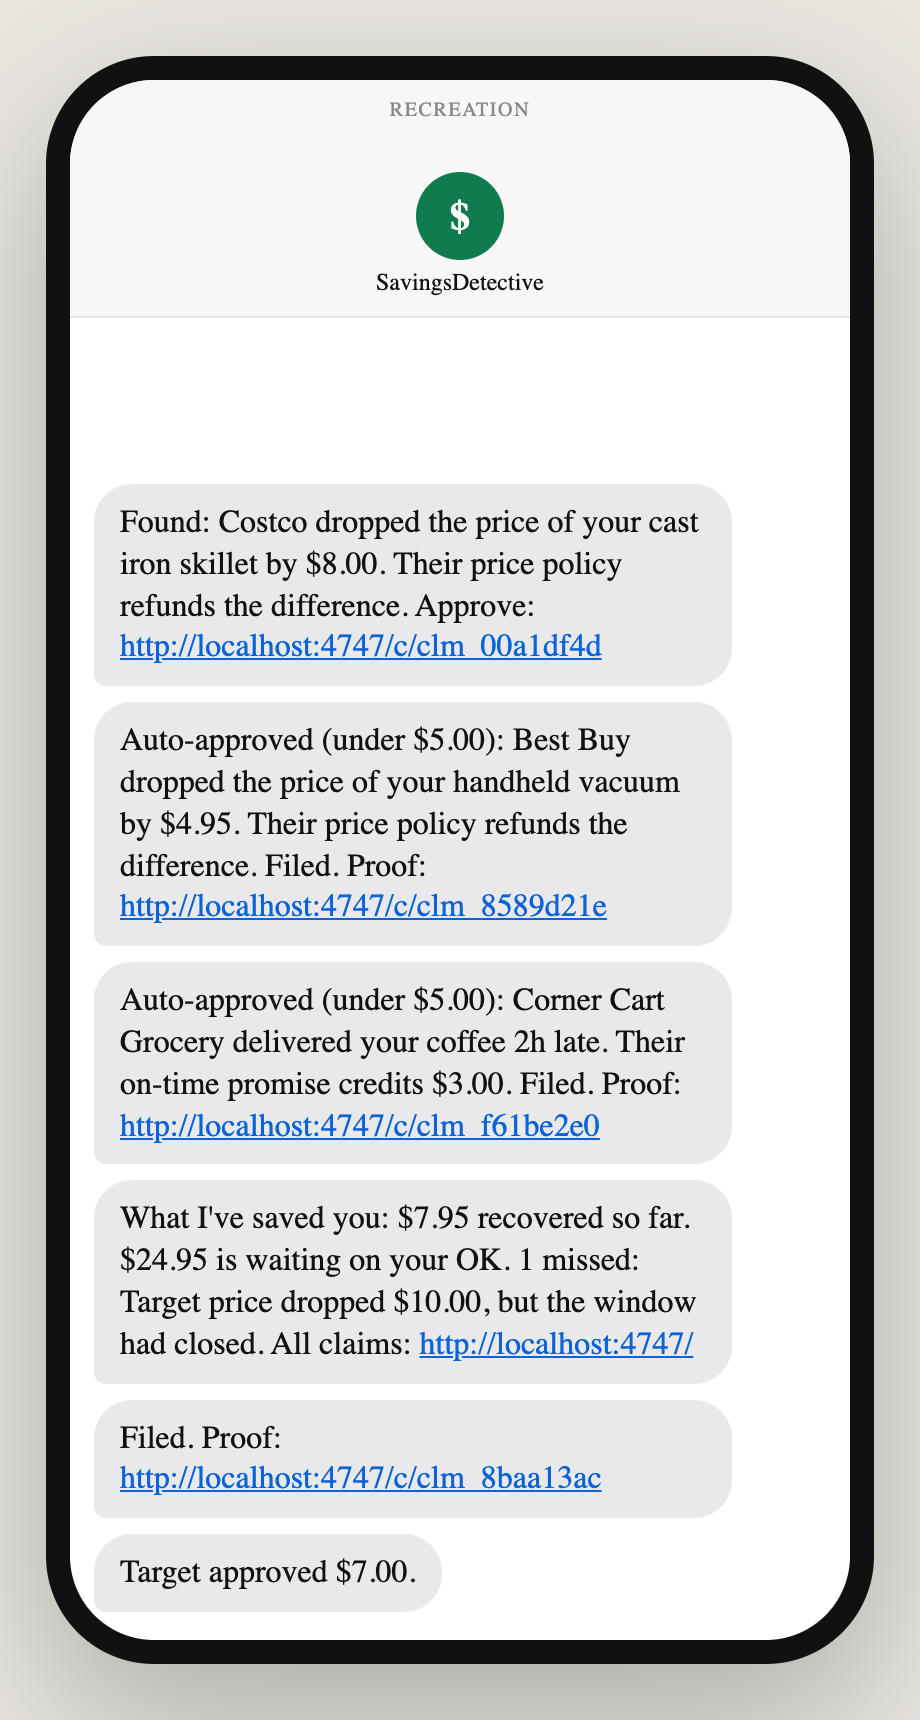 RECREATION
$
SavingsDetective
Found: Costco dropped the price of your cast
iron skillet by $8.00. Their price policy
refunds the difference. Approve:
http://localhost:4747/c/clm_00a1df4d
Auto-approved (under $5.00): Best Buy
dropped the price of your handheld vacuum
by $4.95. Their price policy refunds the
difference. Filed. Proof:
http://localhost:4747/c/clm_8589d21e
Auto-approved (under $5.00): Corner Cart
Grocery delivered your coffee 2h late. Their
on-time promise credits $3.00. Filed. Proof:
http://localhost:4747/c/clm_f61be2e0
What I've saved you: $7.95 recovered so far.
$24.95 is waiting on your OK. 1 missed:
Target price dropped $10.00, but the window
had closed. All claims: http://localhost:4747/
Filed. Proof:
http://localhost:4747/c/clm_8baa13ac
Target approved $7.00.